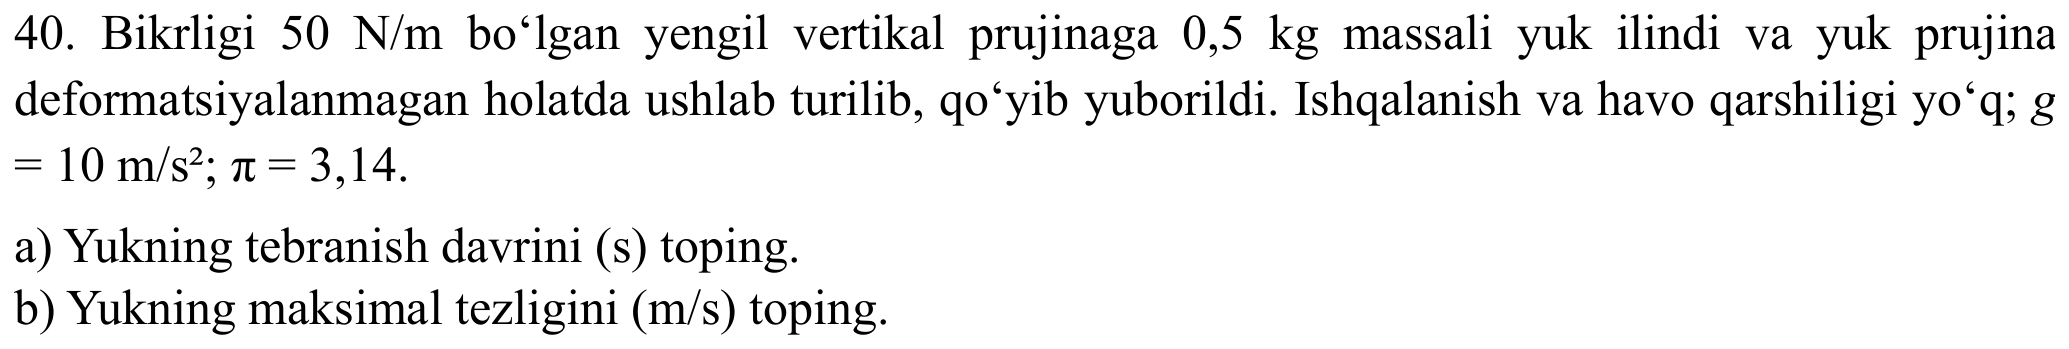 40. Bikrligi 50 N/m bo‘lgan yengil vertikal prujinaga 0,5 kg massali yuk ilindi va yuk prujina
deformatsiyalanmagan holatda ushlab turilib, qo‘yib yuborildi. Ishqalanish va havo qarshiligi yo‘q; g
= 10 m/s²; π = 3,14.
a) Yukning tebranish davrini (s) toping.
b) Yukning maksimal tezligini (m/s) toping.